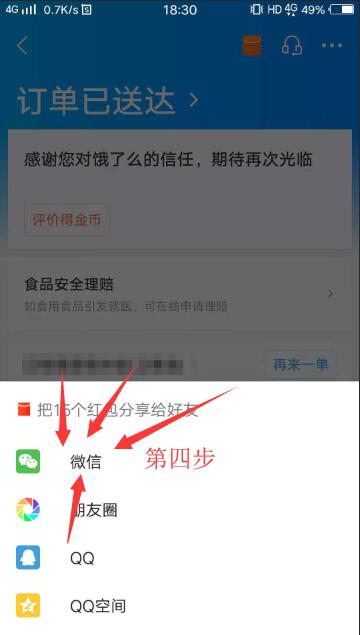 4G 0.7K/s S 18:30 HD 4G 49%
订单已送达 >
感谢您对饿了么的信任，期待再次光临
评价得金币
食品安全理赔 >
如食用食品引发就医，可在线申请理赔
再来一单
把15个红包分享给好友
微信 第四步
朋友圈
QQ
QQ空间